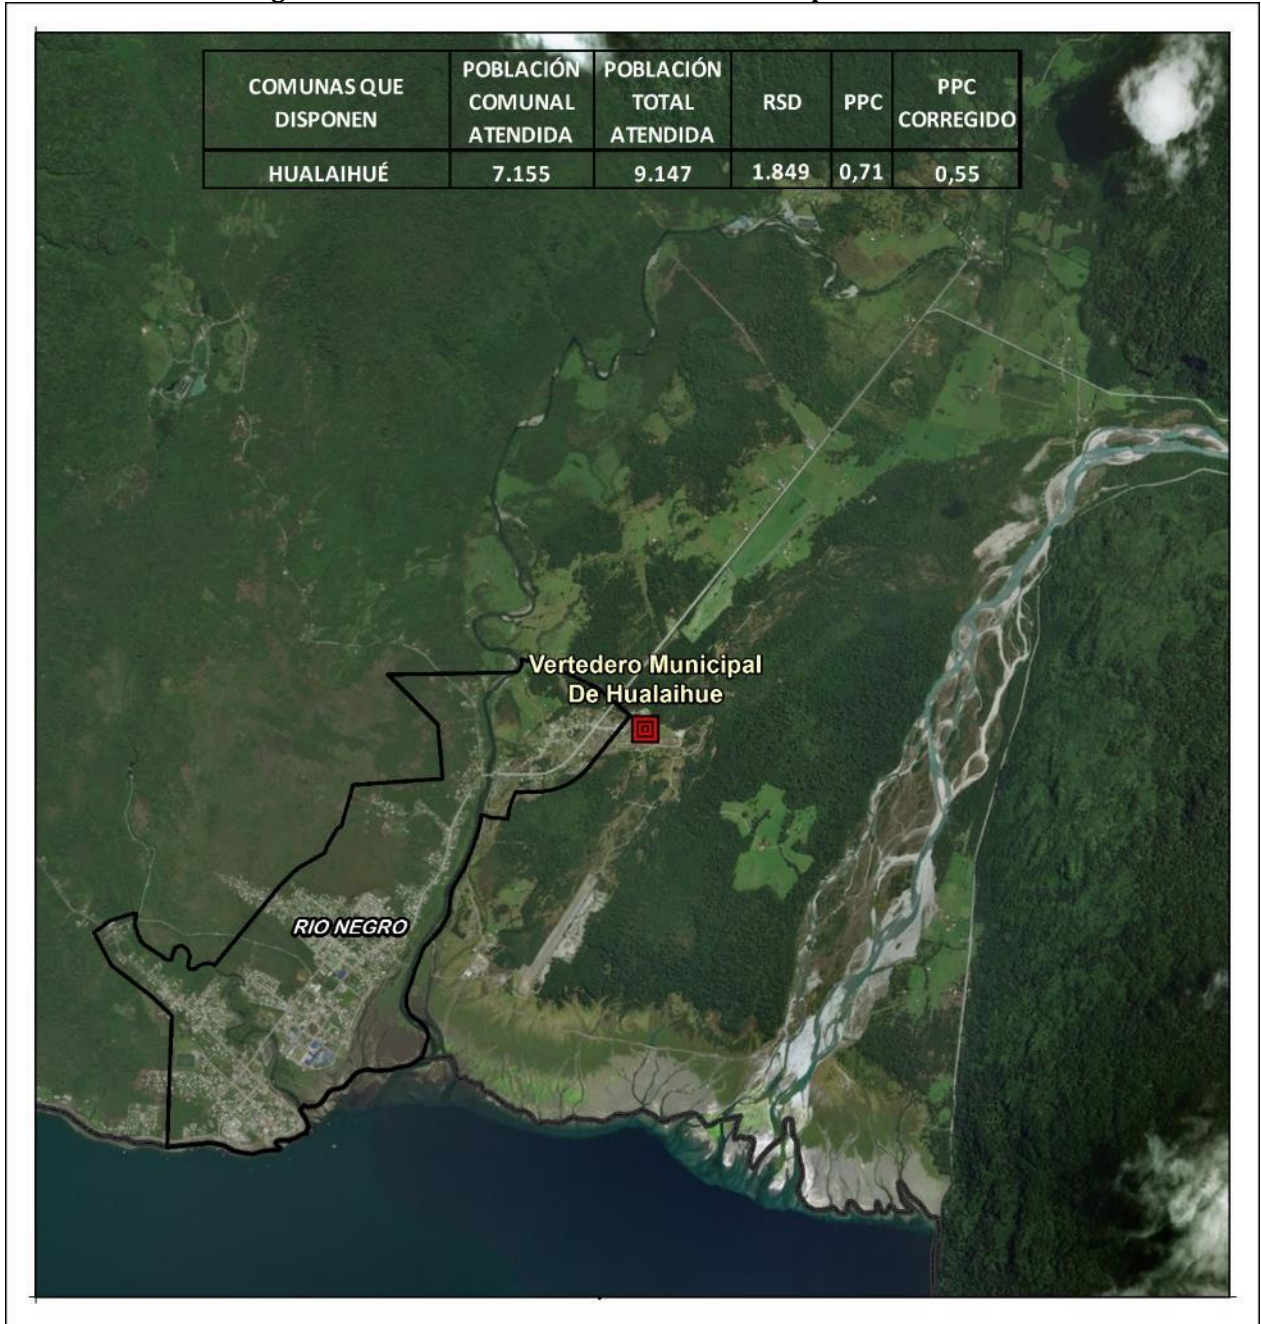 COMUNAS QUE DISPONEN
POBLACIÓN COMUNAL ATENDIDA
POBLACIÓN TOTAL ATENDIDA
RSD
PPC
PPC CORREGIDO
HUALAIHUÉ 7.155 9.147 1.849 0,71 0,55
Vertedero Municipal
De Hualaihue
RIO NEGRO